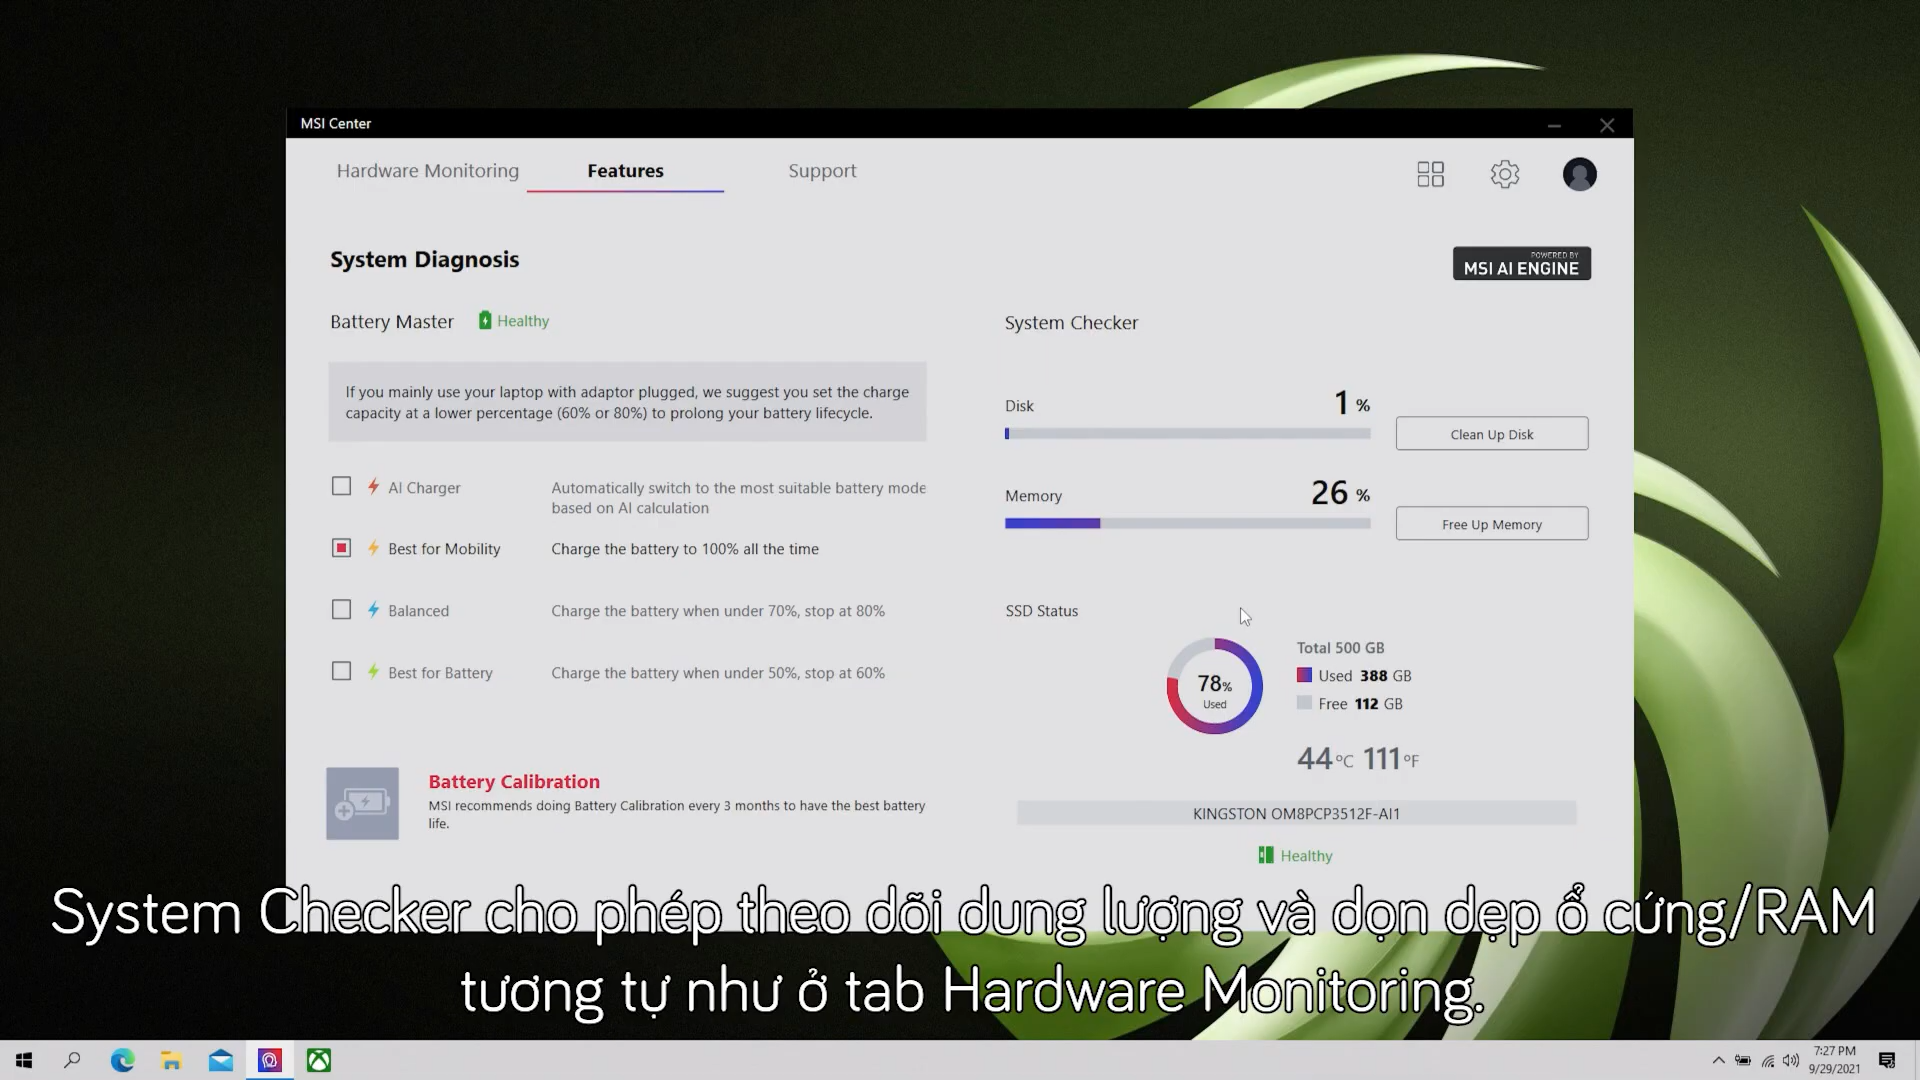 MSI Center
Hardware Monitoring
Features
Support
System Diagnosis
POWERED BY
MSI AI ENGINE
Battery Master
Healthy
If you mainly use your laptop with adaptor plugged, we suggest you set the charge
capacity at a lower percentage (60% or 80%) to prolong your battery lifecycle.
AI Charger
Automatically switch to the most suitable battery mode
based on AI calculation
Best for Mobility
Charge the battery to 100% all the time
Balanced
Charge the battery when under 70%, stop at 80%
Best for Battery
Charge the battery when under 50%, stop at 60%
Battery Calibration
MSI recommends doing Battery Calibration every 3 months to have the best battery
life.
System Checker
Disk
1 %
Clean Up Disk
Memory
26 %
Free Up Memory
SSD Status
78%
Used
Total 500 GB
Used 388 GB
Free 112 GB
44°C 111°F
KINGSTON OM8PCP3512F-AI1
Healthy
System Checker cho phép theo dõi dung lượng và dọn dẹp ổ cứng/RAM
tương tự như ở tab Hardware Monitoring.
7:27 PM
9/29/2021